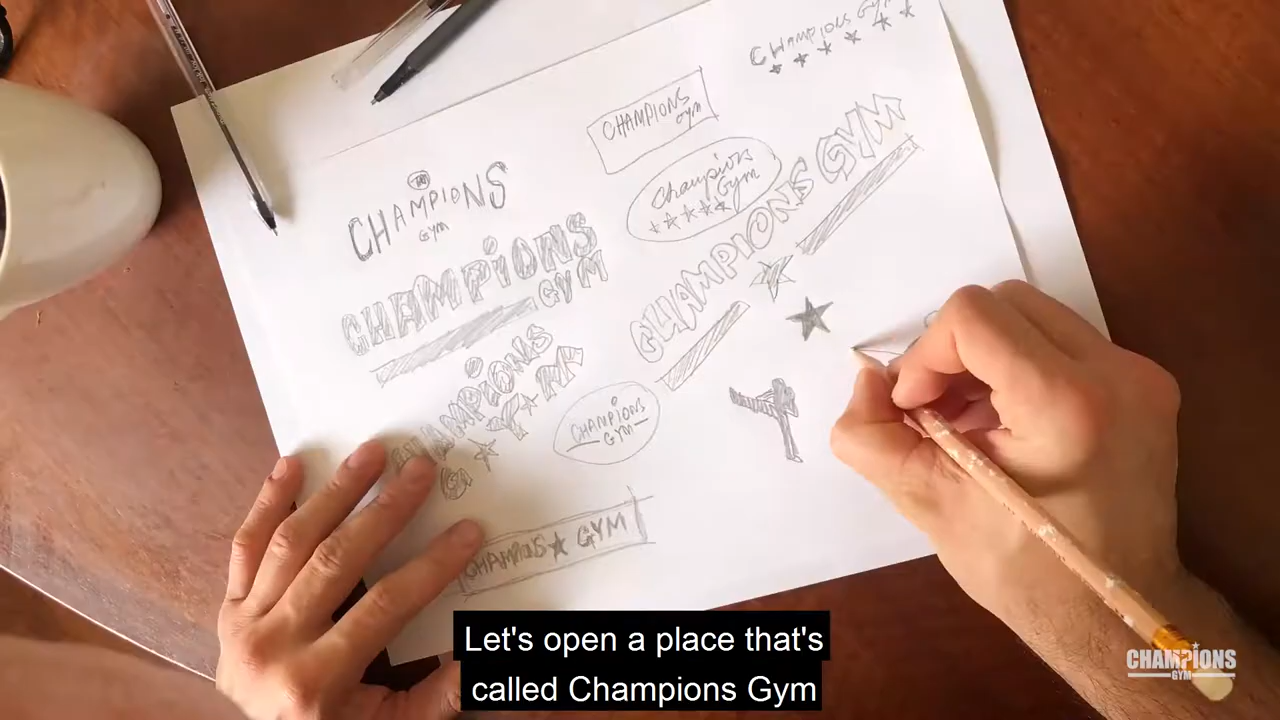 CHAMPiONS GYM
CHAMPiONS
GYM
Champions
Gym
CHAMPIONS GYM
CHAMPiONS
GYM
CHAMPiONS
GYM
CHAMPiONS
GYM
CHAMPIONS
GYM
CHAMPIOS GYM
Let's open a place that's
called Champions Gym
CHAMPiONS
GYM